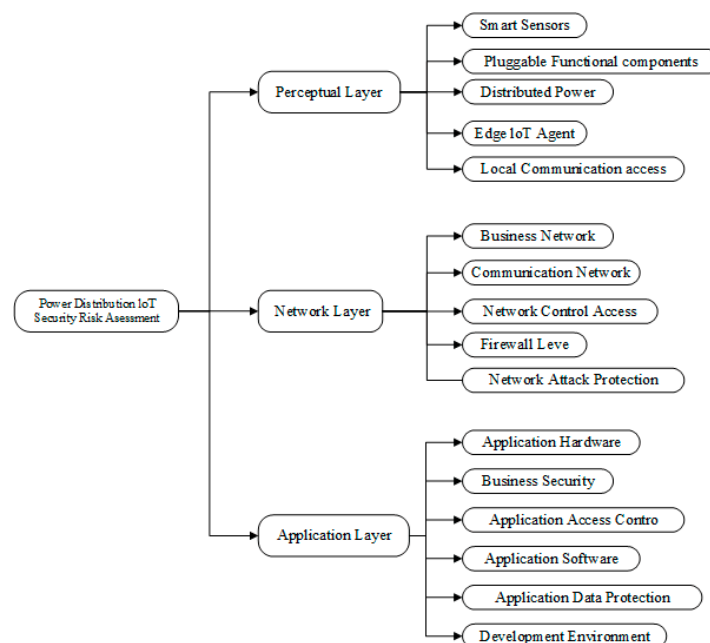 Smart Sensors
Pluggable Functional components
Perceptual Layer
Distributed Power
Edge IoT Agent
Local Communication access
Business Network
Communication Network
Power Distribution IoT
Security Risk Asessment
Network Layer
Network Control Access
Firewall Leve
Network Attack Protection
Application Hardware
Business Security
Application Access Contro
Application Layer
Application Software
Application Data Protection
Development Environment